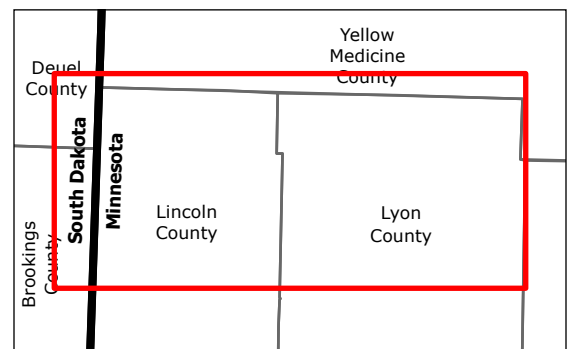 Yellow
Medicine
County
Deuel
County
South Dakota
Minnesota
Lincoln
County
Lyon
County
Brookings
County